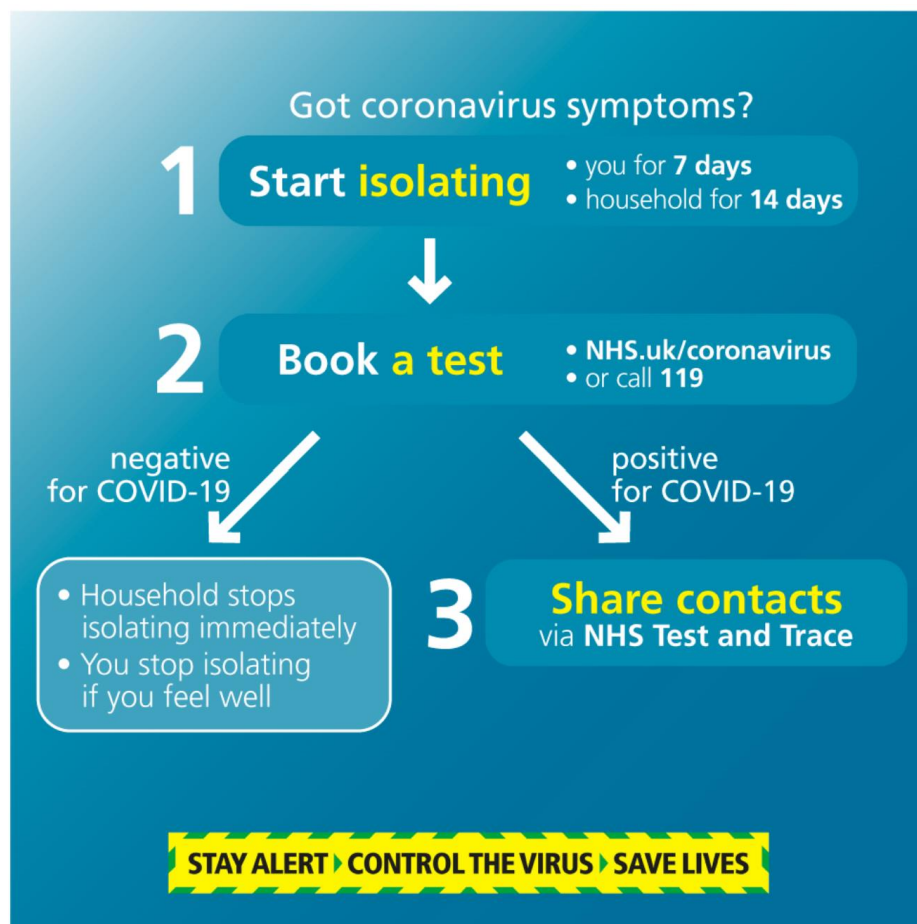 Got coronavirus symptoms?
1
Start isolating
• you for 7 days
• household for 14 days
2
Book a test
• NHS.uk/coronavirus
• or call 119
negative
for COVID-19
positive
for COVID-19
• Household stops
isolating immediately
• You stop isolating
if you feel well
3
Share contacts
via NHS Test and Trace
STAY ALERT CONTROL THE VIRUS SAVE LIVES